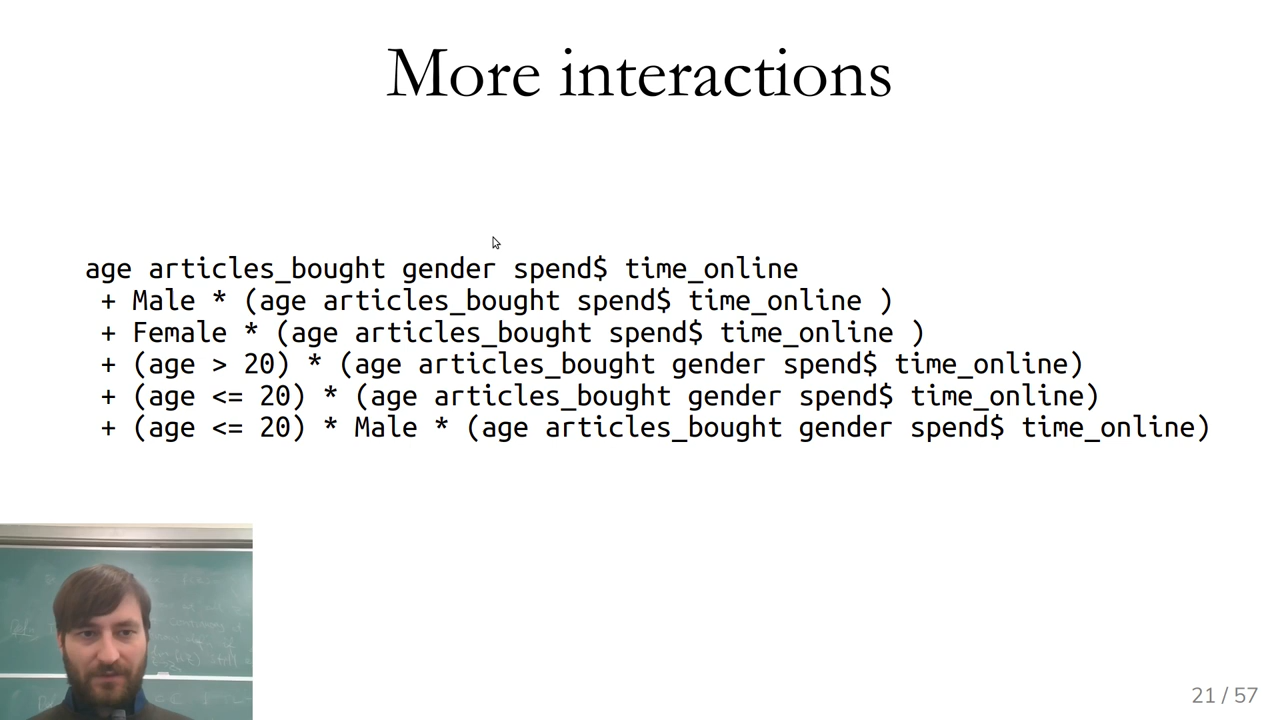 More interactions
age articles_bought gender spend$ time_online
+ Male * (age articles_bought spend$ time_online )
+ Female * (age articles_bought spend$ time_online )
+ (age > 20) * (age articles_bought gender spend$ time_online)
+ (age <= 20) * (age articles_bought gender spend$ time_online)
+ (age <= 20) * Male * (age articles_bought gender spend$ time_online)
21 / 57